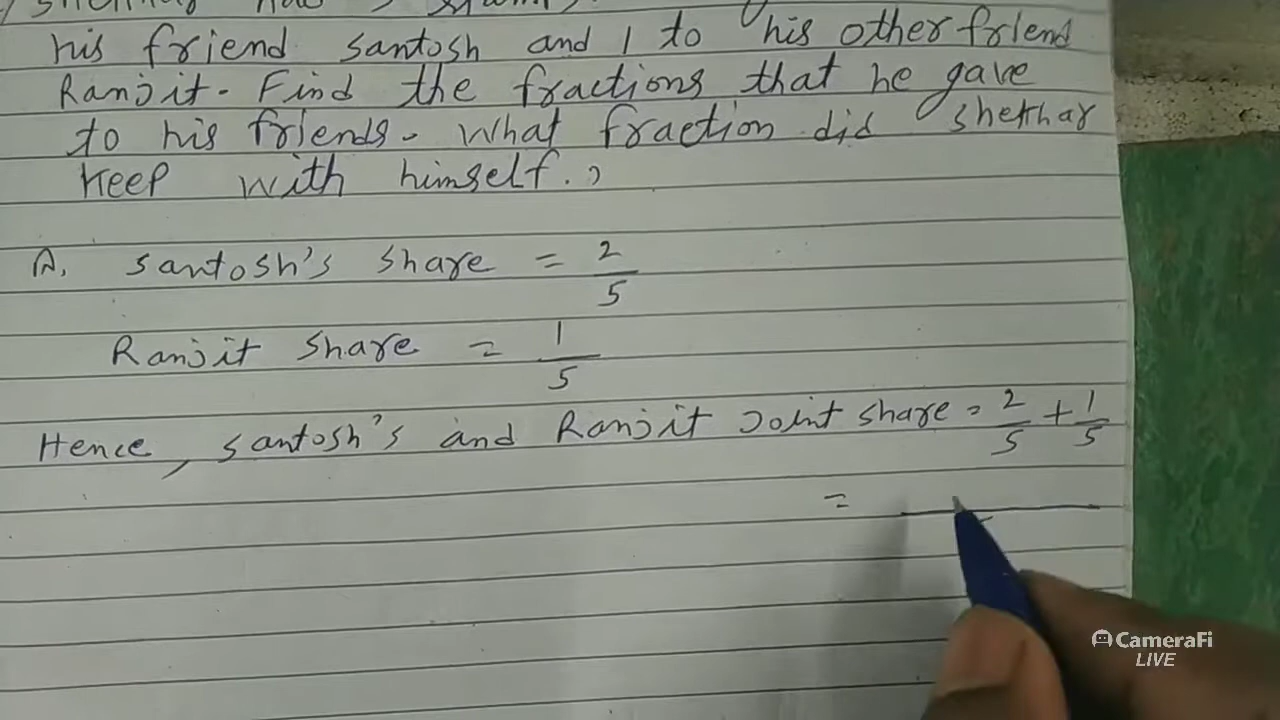 his friend santosh and 1 to his other friend
Ranjit. Find the fractions that he gave
to his friends. What fraction did shekhar
keep with himself.?
A. santosh's share = 2/5
Ranjit share = 1/5
Hence, santosh's and Ranjit Joint share = 2/5 + 1/5
=
CameraFi
LIVE